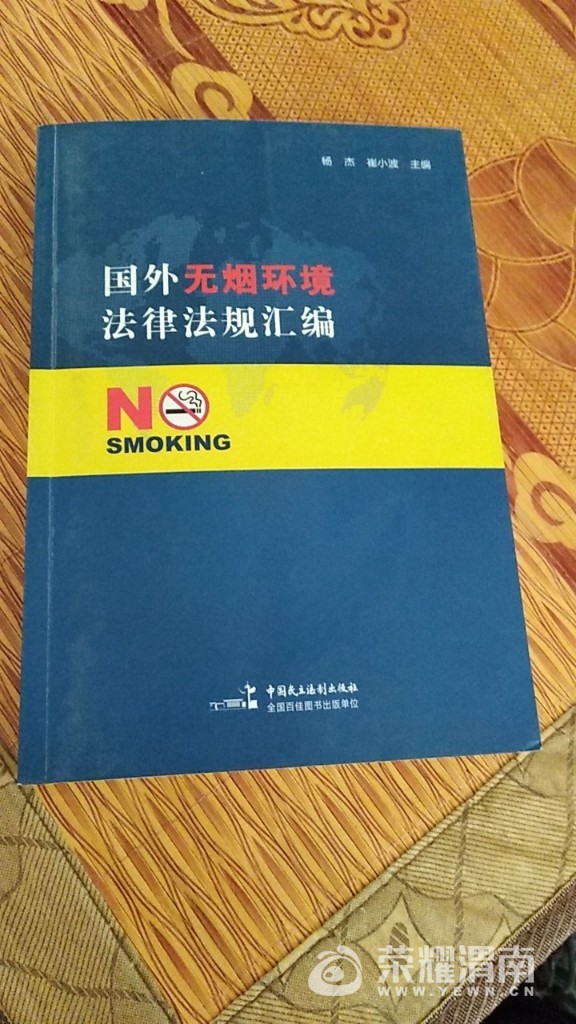 杨 杰 崔小波 主编
国外无烟环境
法律法规汇编
NO
SMOKING
中国民主法制出版社
全国百佳图书出版单位
荣耀渭南
WWW.YEWN.CN